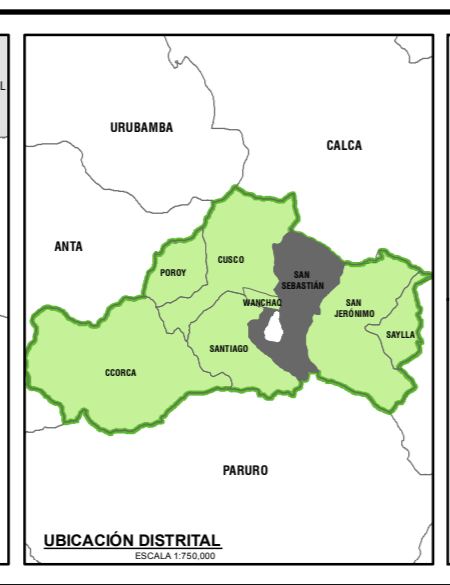 L
URUBAMBA
CALCA
ANTA
CUSCO
POROY
SAN
SEBASTIÁN
WANCHAQ
SAN
JERÓNIMO
SAYLLA
SANTIAGO
CCORCA
PARURO
UBICACIÓN DISTRITAL
ESCALA 1:750,000